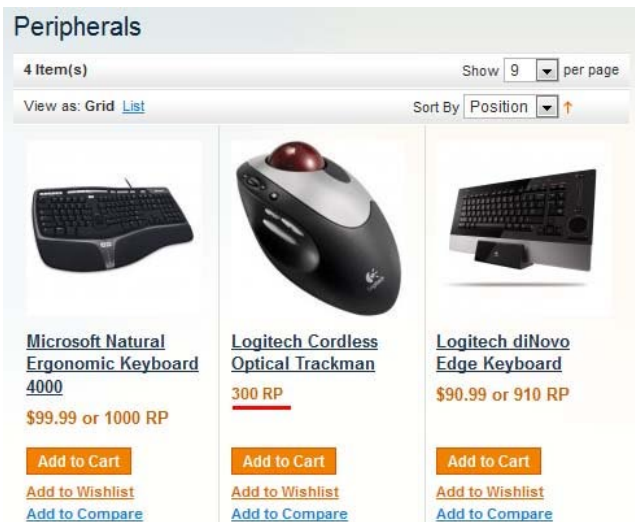 Peripherals
4 Item(s)
Show 9 per page
View as: Grid List
Sort By Position ↑
Microsoft Natural
Ergonomic Keyboard
4000
$99.99 or 1000 RP
Add to Cart
Add to Wishlist
Add to Compare
Logitech
Logitech Cordless
Optical Trackman
300 RP
Add to Cart
Add to Wishlist
Add to Compare
Logitech diNovo
Edge Keyboard
$90.99 or 910 RP
Add to Cart
Add to Wishlist
Add to Compare